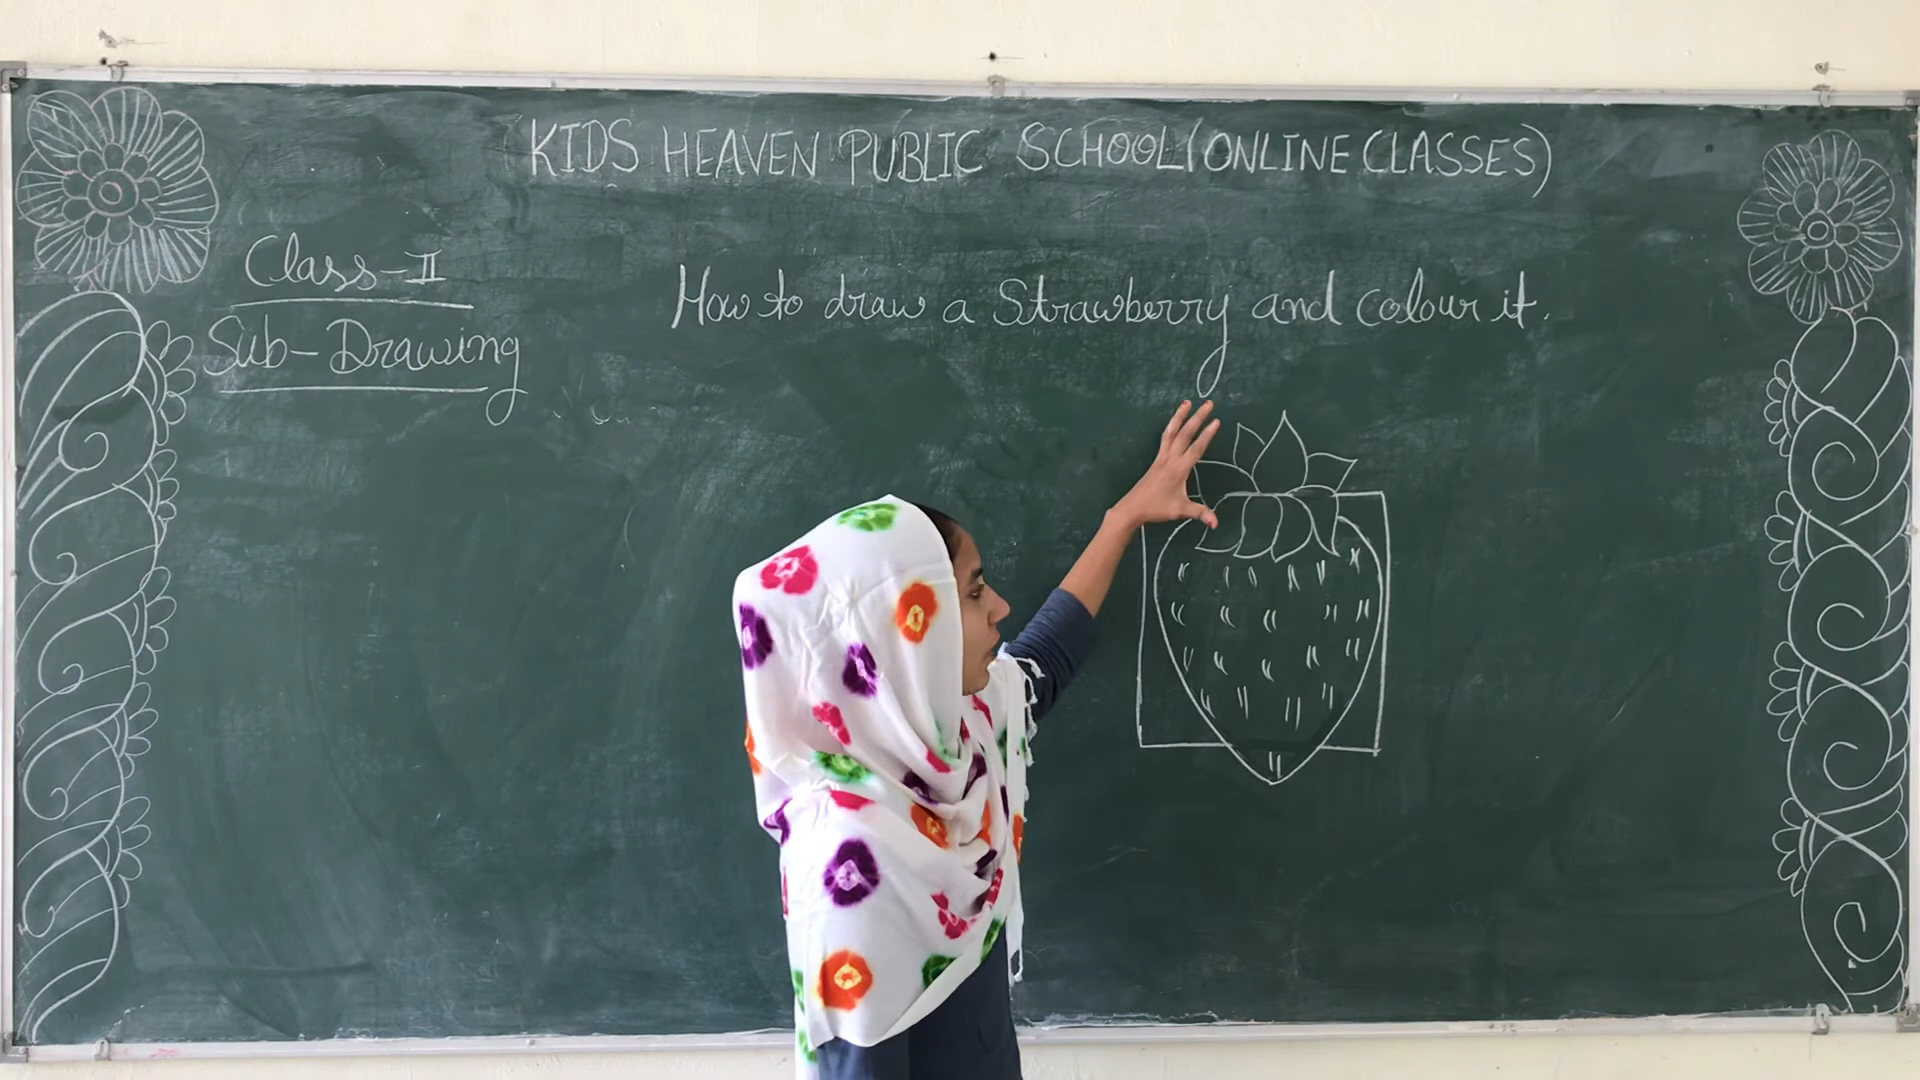 KIDS HEAVEN PUBLIC SCHOOL(ONLINE CLASSES)
Class-II
Sub-Drawing
How to draw a Strawberry and colour it.